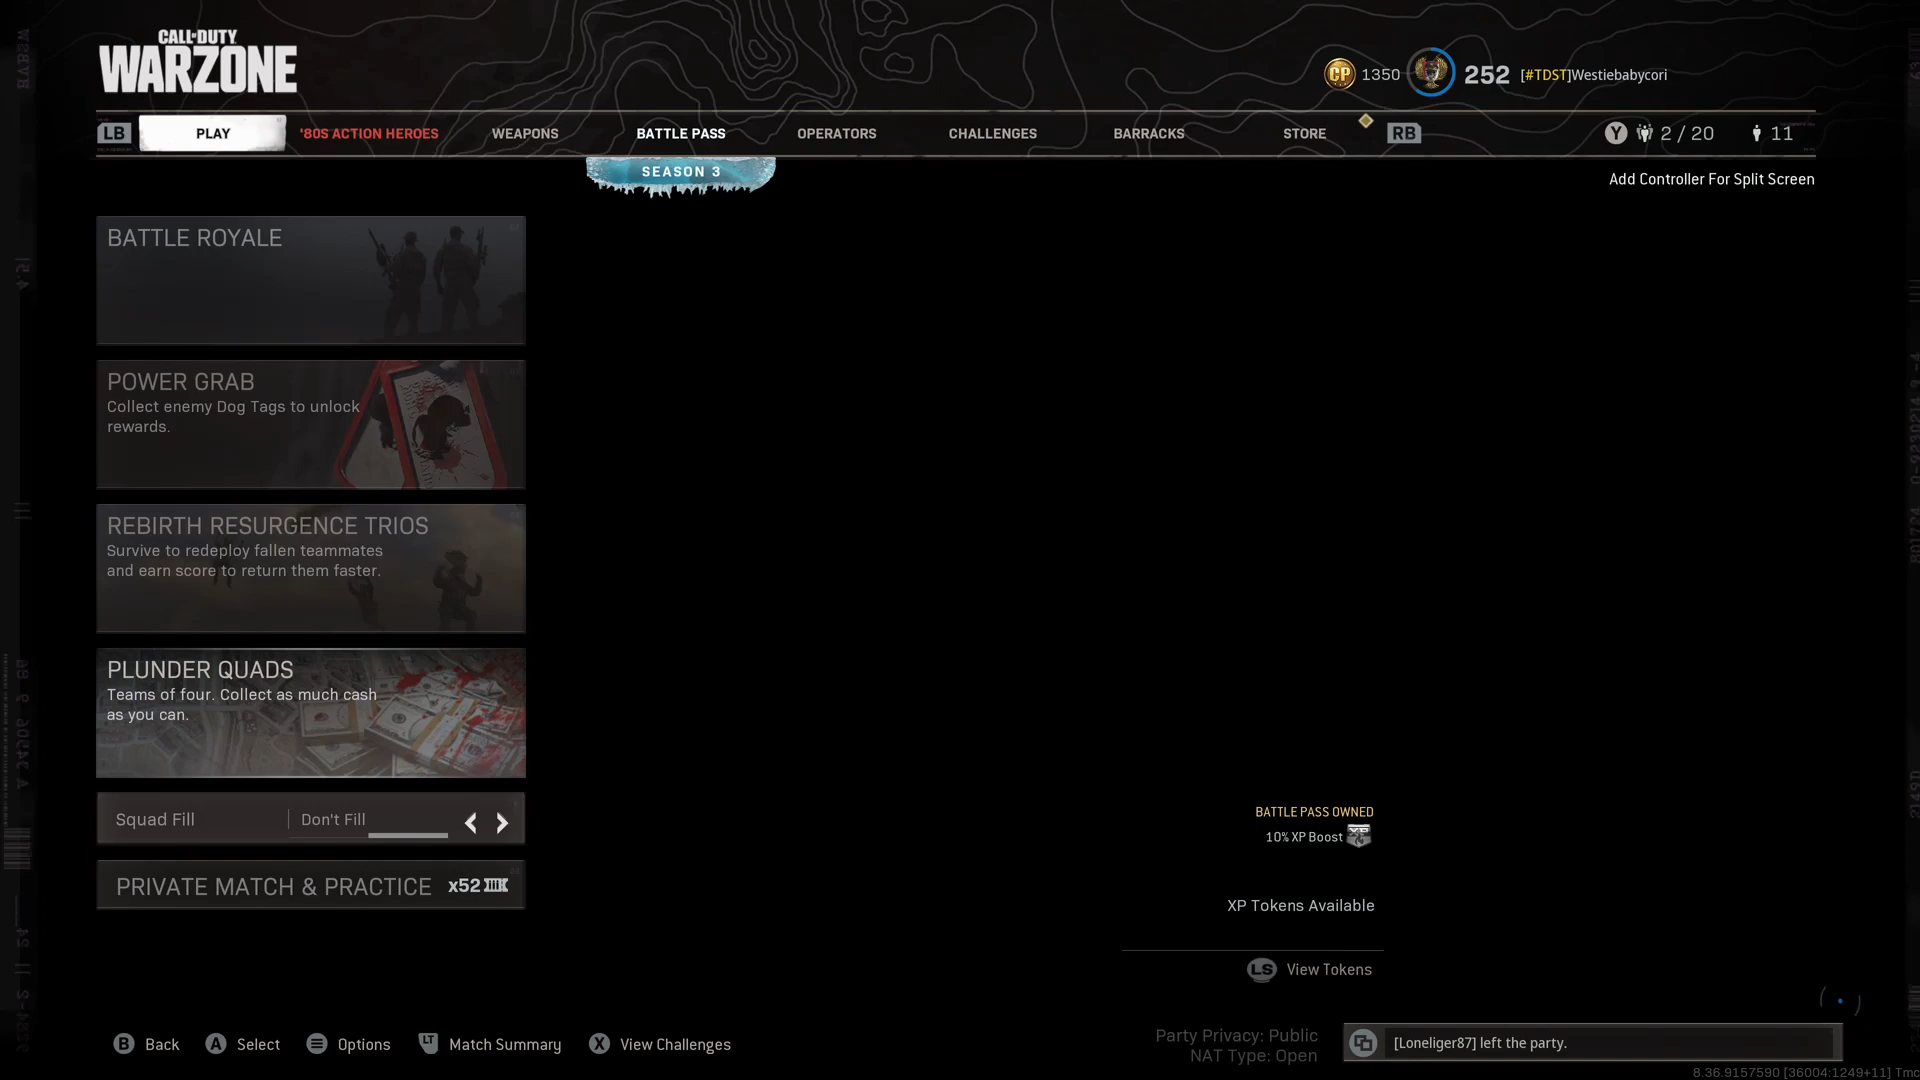 CALL OF DUTY
WARZONE
CP 1350 252 [#TDST]Westiebabycori
LB PLAY '80S ACTION HEROES WEAPONS BATTLE PASS OPERATORS CHALLENGES BARRACKS STORE RB Y 2 / 20 11
SEASON 3
Add Controller For Split Screen
BATTLE ROYALE
POWER GRAB
Collect enemy Dog Tags to unlock
rewards.
REBIRTH RESURGENCE TRIOS
Survive to redeploy fallen teammates
and earn score to return them faster.
PLUNDER QUADS
Teams of four. Collect as much cash
as you can.
Squad Fill Don't Fill
PRIVATE MATCH & PRACTICE x52
BATTLE PASS OWNED
10% XP Boost XP
XP Tokens Available
LS View Tokens
B Back A Select Options LT Match Summary X View Challenges
Party Privacy: Public
NAT Type: Open
[Loneliger87] left the party.
8.36.9157590 [36004:1249+11] Tmc